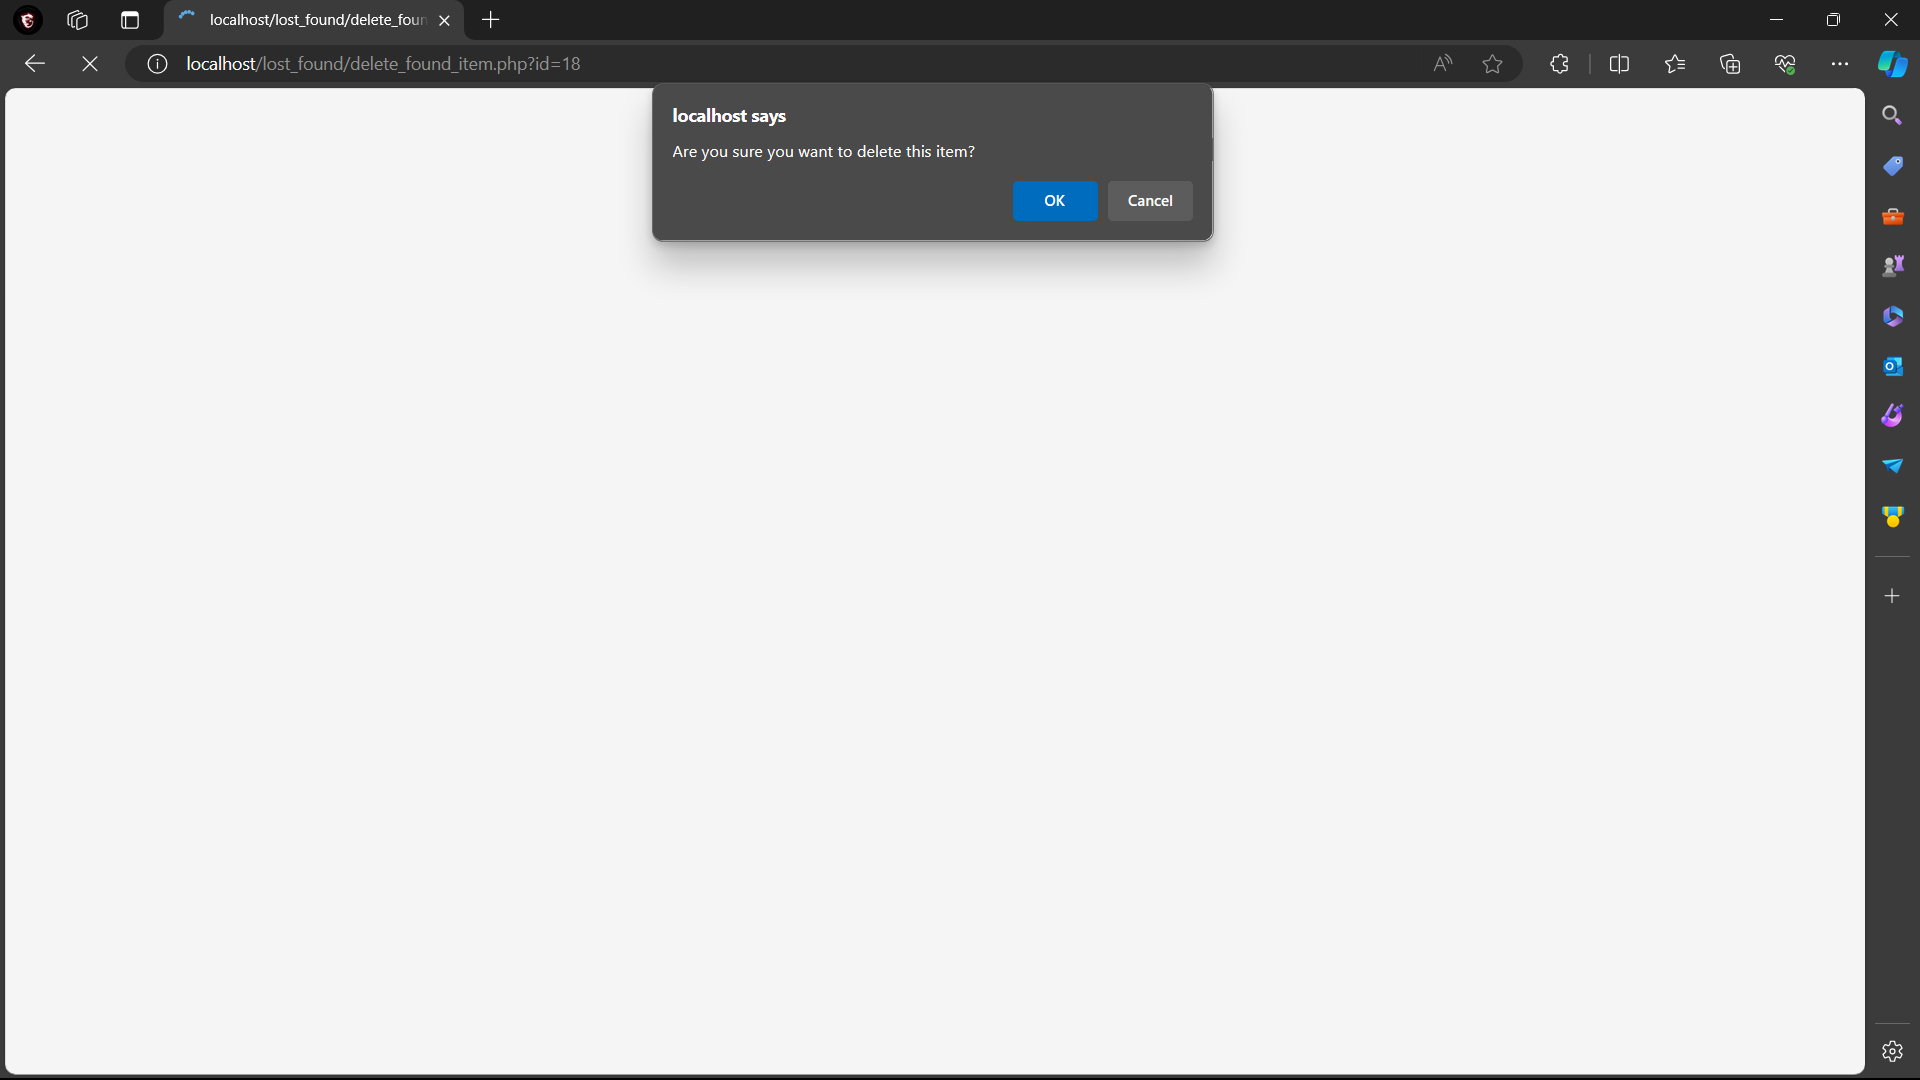 localhost/lost_found/delete_foun
localhost/lost_found/delete_found_item.php?id=18
localhost says
Are you sure you want to delete this item?
OK
Cancel